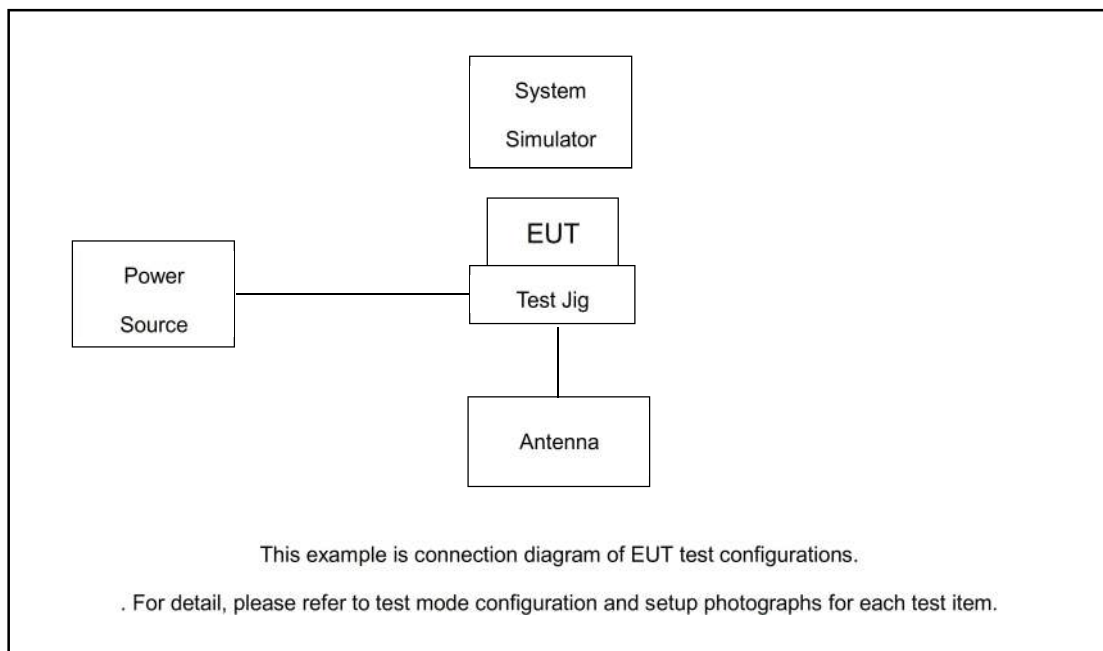 System
Simulator
EUT
Power
Source
Test Jig
Antenna
This example is connection diagram of EUT test configurations.
. For detail, please refer to test mode configuration and setup photographs for each test item.